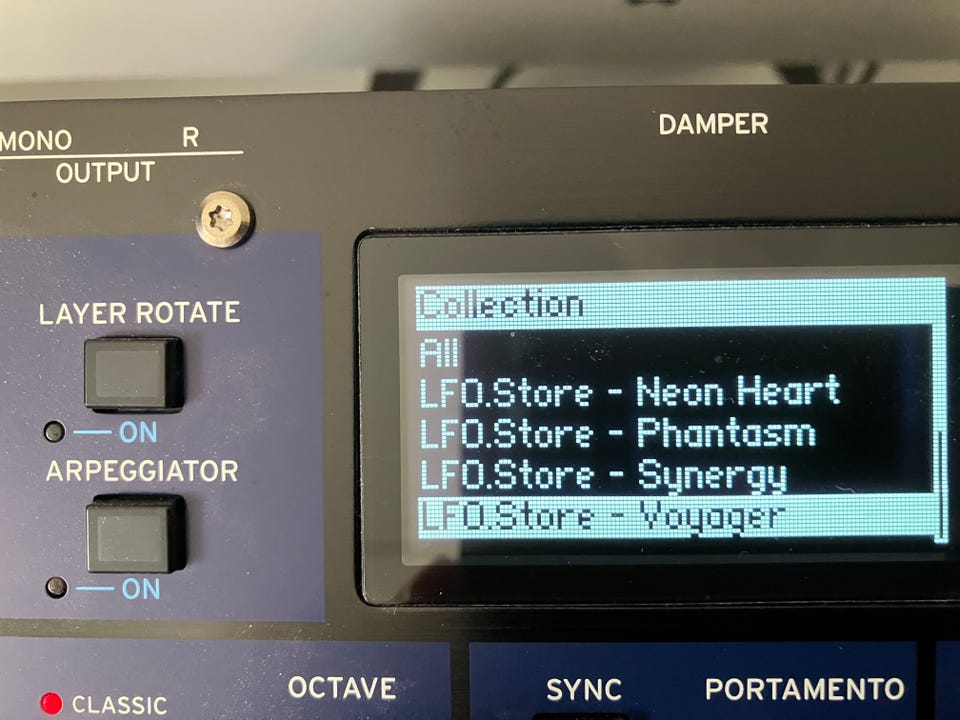 MONO R
OUTPUT
DAMPER
LAYER ROTATE
ON
ARPEGGIATOR
ON
Collection
All
LFO.Store - Neon Heart
LFO.Store - Phantasm
LFO.Store - Synergy
LFO.Store - Voyager
CLASSIC
OCTAVE
SYNC
PORTAMENTO